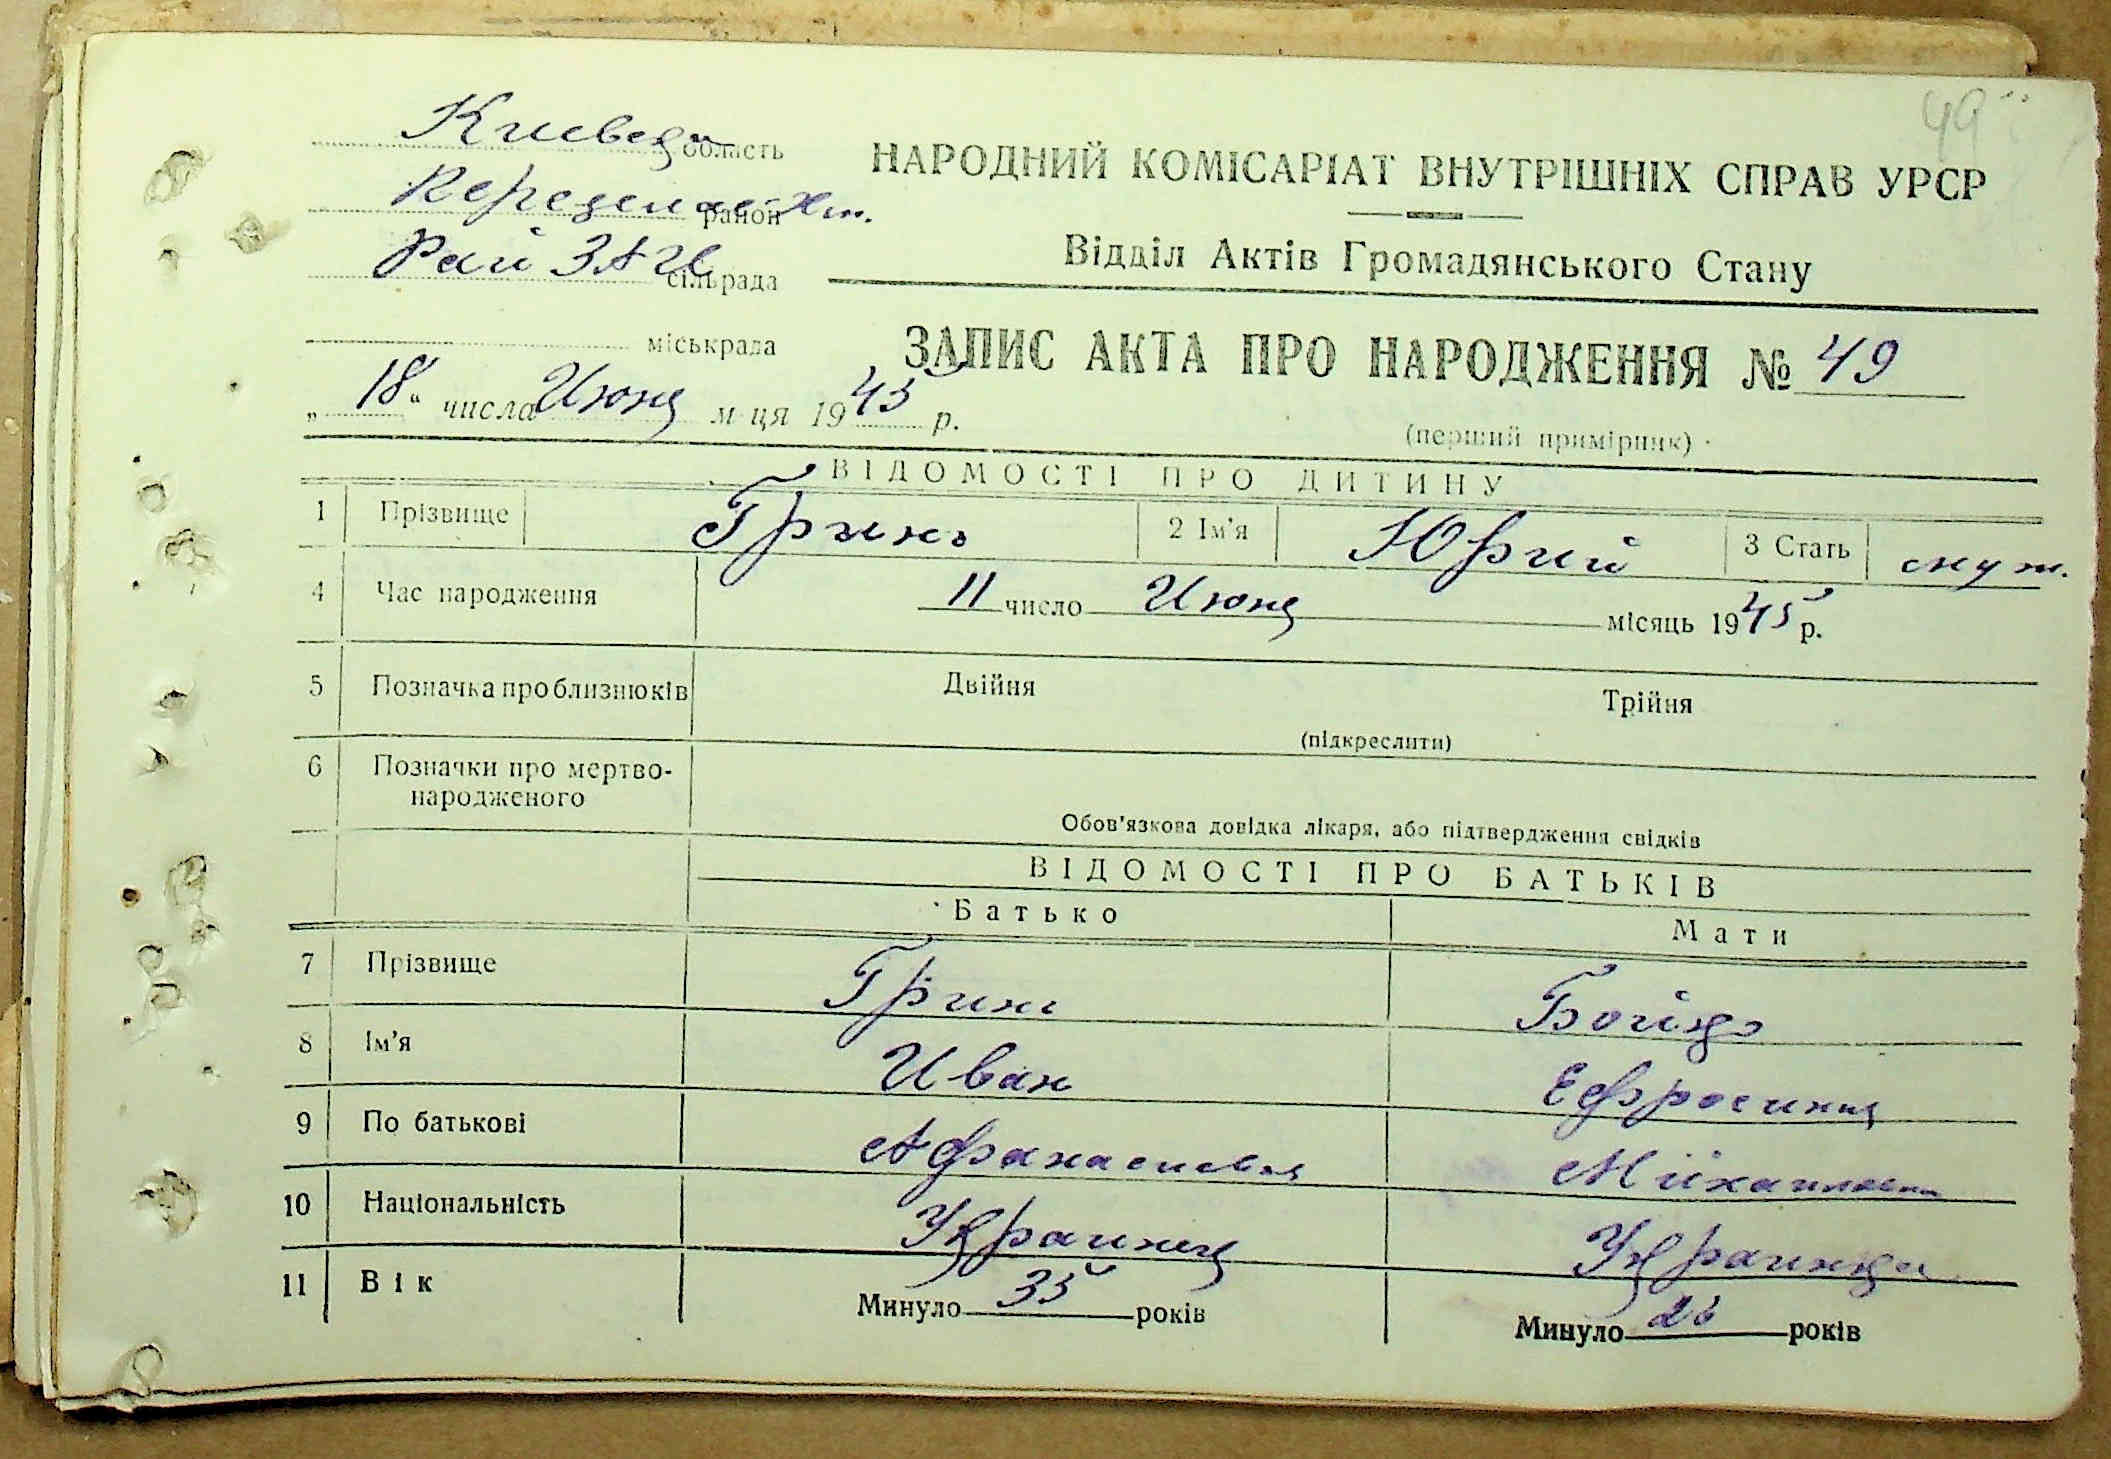 49
Киевская область
район
Рай ЗАГС сільрада
міськрада
НАРОДНИЙ КОМІСАРІАТ ВНУТРІШНІХ СПРАВ УРСР
Відділ Актів Громадянського Стану
ЗАПИС АКТА ПРО НАРОДЖЕННЯ № 49
„18“ числа Июня м-ця 1945 р.
(перший примірник)
ВІДОМОСТІ ПРО ДИТИНУ
1 Прізвище Гринь 2 Ім'я Юрий 3 Стать муж.
4 Час народження 11 число Июня місяць 1945 р.
5 Позначка про близнюків Двійня Трійня
(підкреслити)
6 Позначки про мертво-
народженого
Обов'язкова довідка лікаря, або підтвердження свідків
ВІДОМОСТІ ПРО БАТЬКІВ
Батько Мати
7 Прізвище Гринь Бойко
8 Ім'я Иван Ефросиния
9 По батькові Михайловна
10 Національність Украинец Украинка
11 Вік Минуло 35 років Минуло років